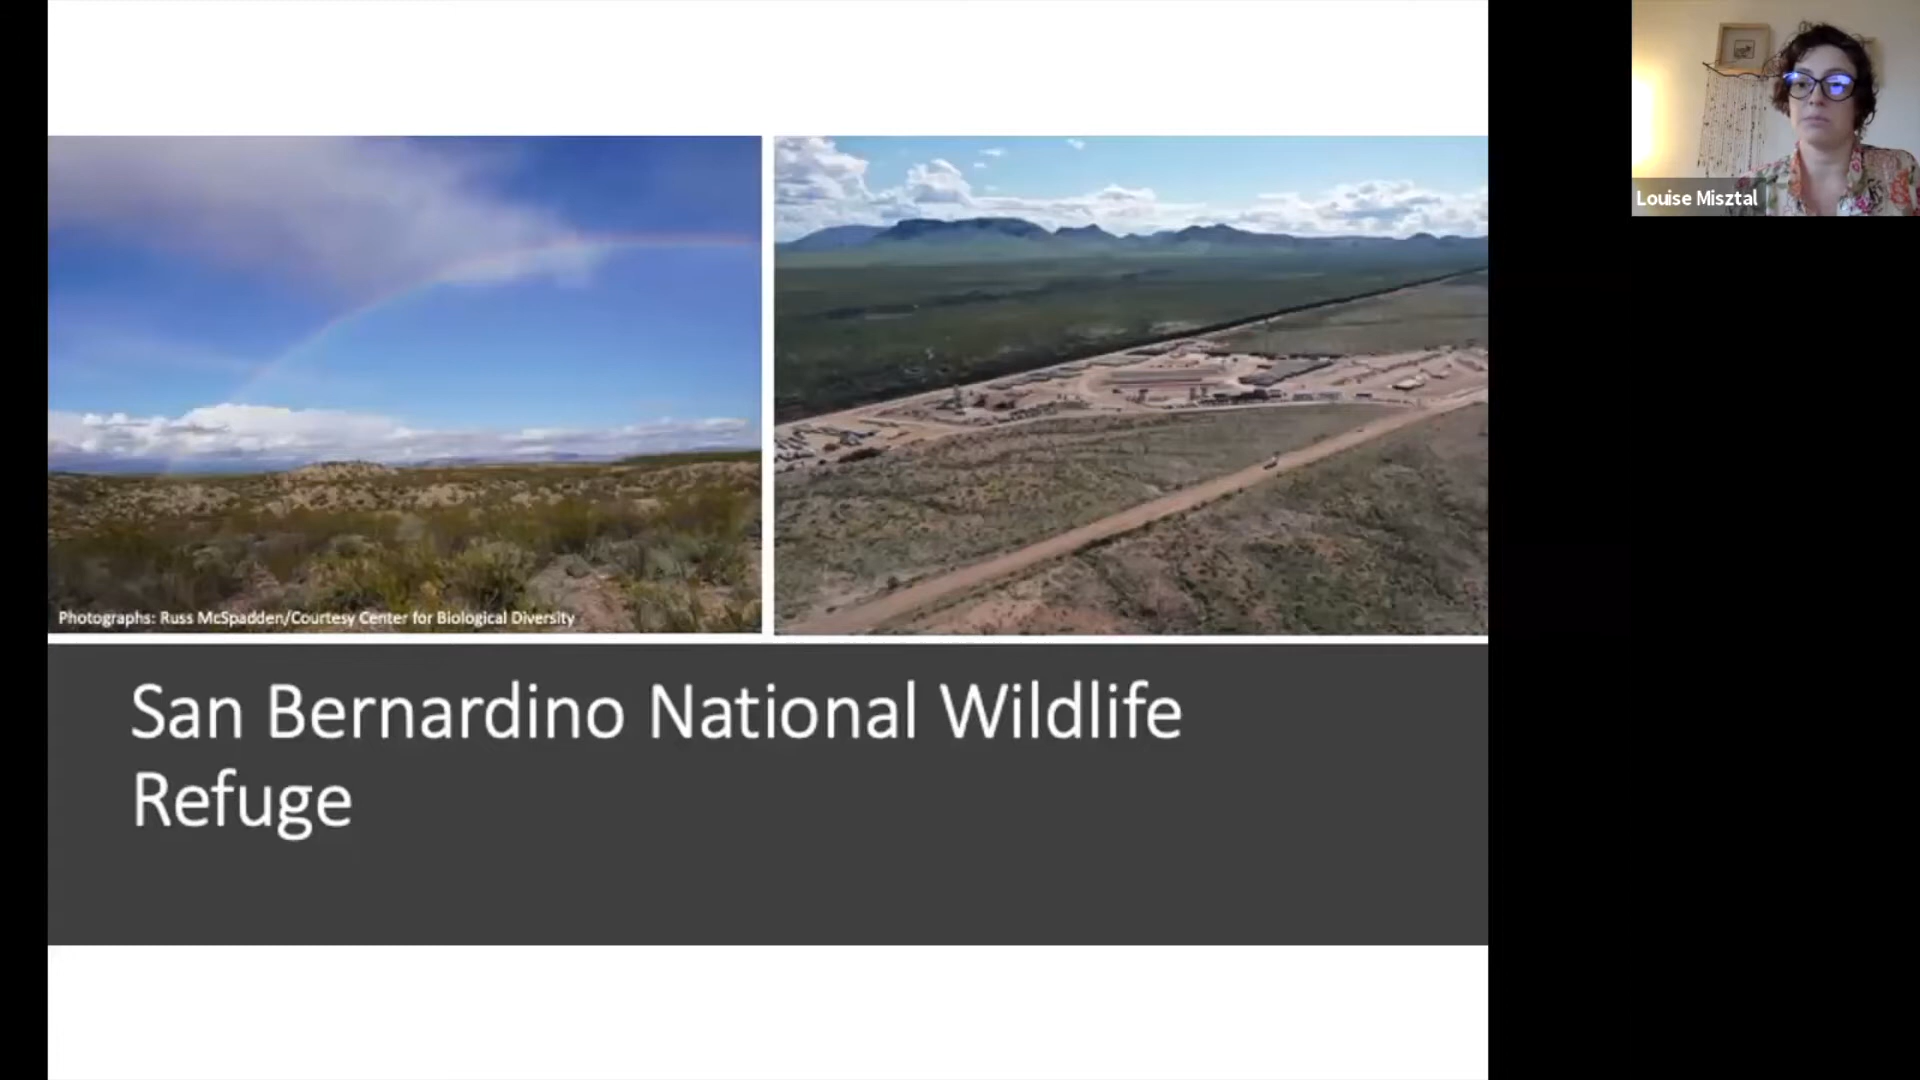 Louise Misztal
Photographs: Russ McSpadden/Courtesy Center for Biological Diversity
San Bernardino National Wildlife
Refuge